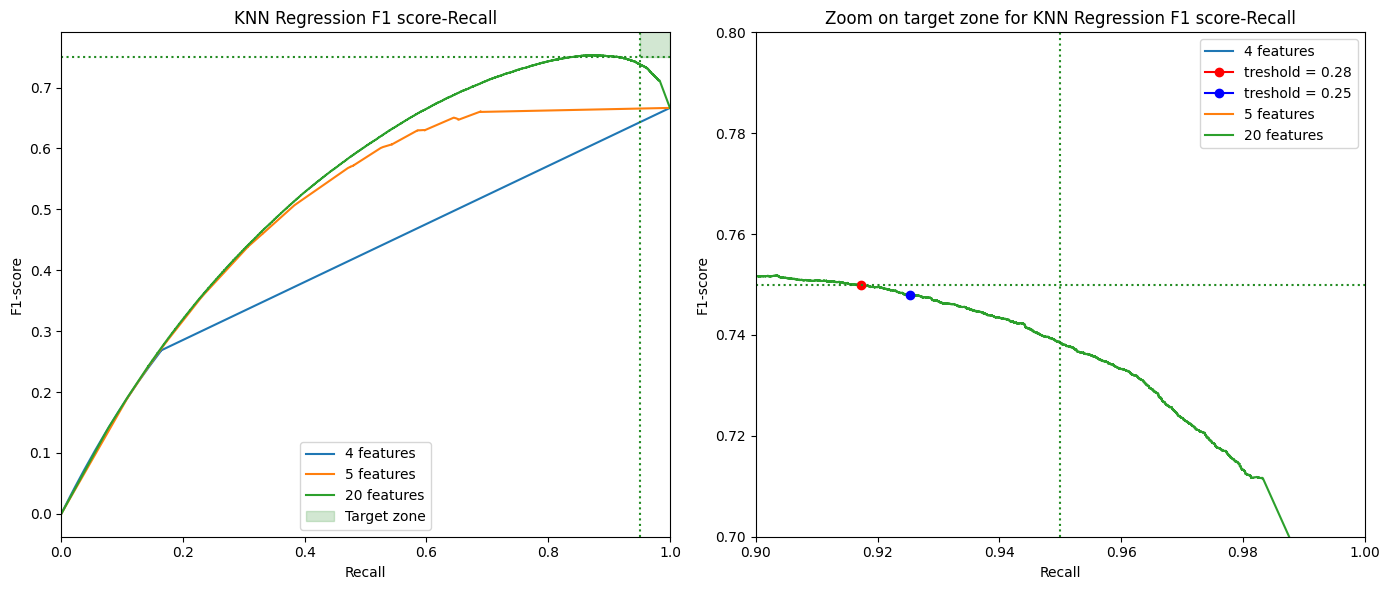 KNN Regression F1 score-Recall
F1-score
0.7
0.6
0.5
0.4
0.3
0.2
0.1
0.0
4 features
5 features
20 features
Target zone
0.0 0.2 0.4 0.6 0.8 1.0
Recall
Zoom on target zone for KNN Regression F1 score-Recall
F1-score
0.80
0.78
0.76
0.74
0.72
0.70
4 features
treshold = 0.28
treshold = 0.25
5 features
20 features
0.90 0.92 0.94 0.96 0.98 1.00
Recall